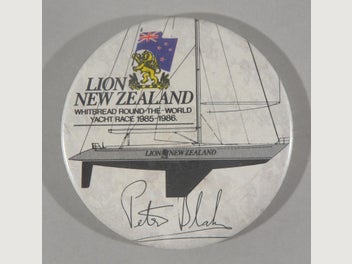 LION
NEW ZEALAND
WHITBREAD ROUND-THE-WORLD
YACHT RACE 1985-1986.
LION NEW ZEALAND
Peter Blake